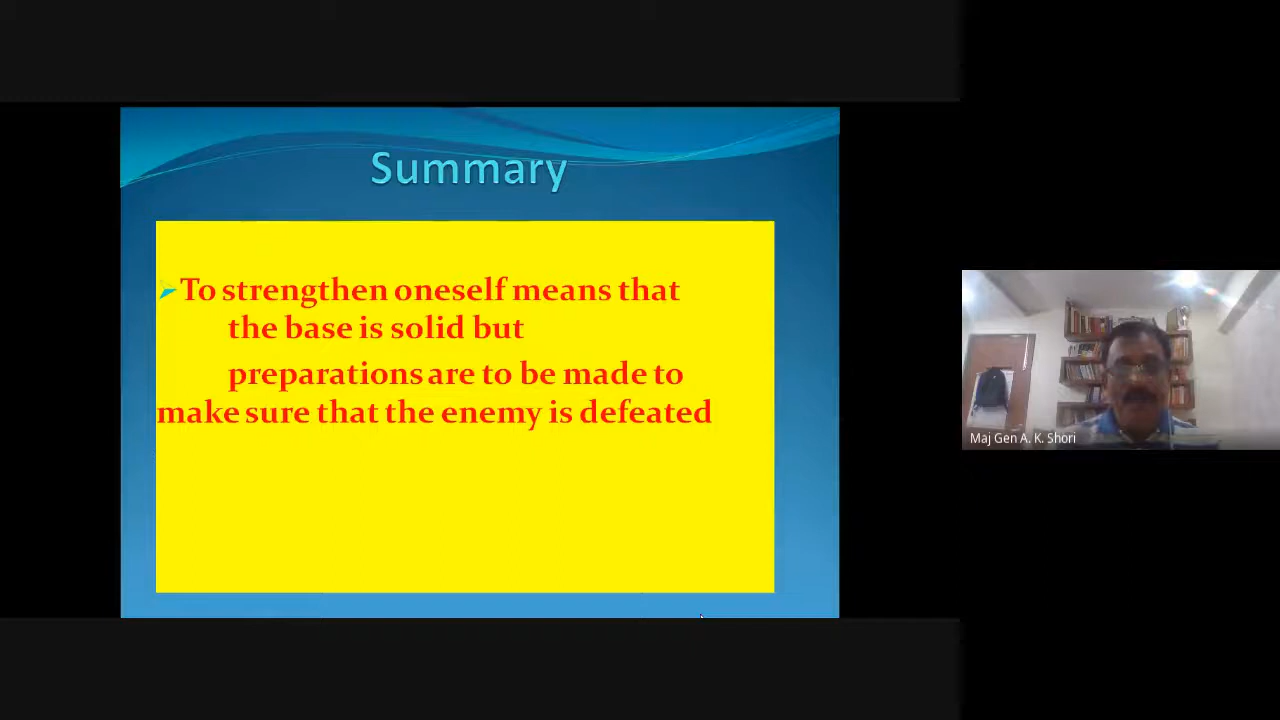 Summary
To strengthen oneself means that
the base is solid but
preparations are to be made to
make sure that the enemy is defeated
Maj Gen A. K. Shori